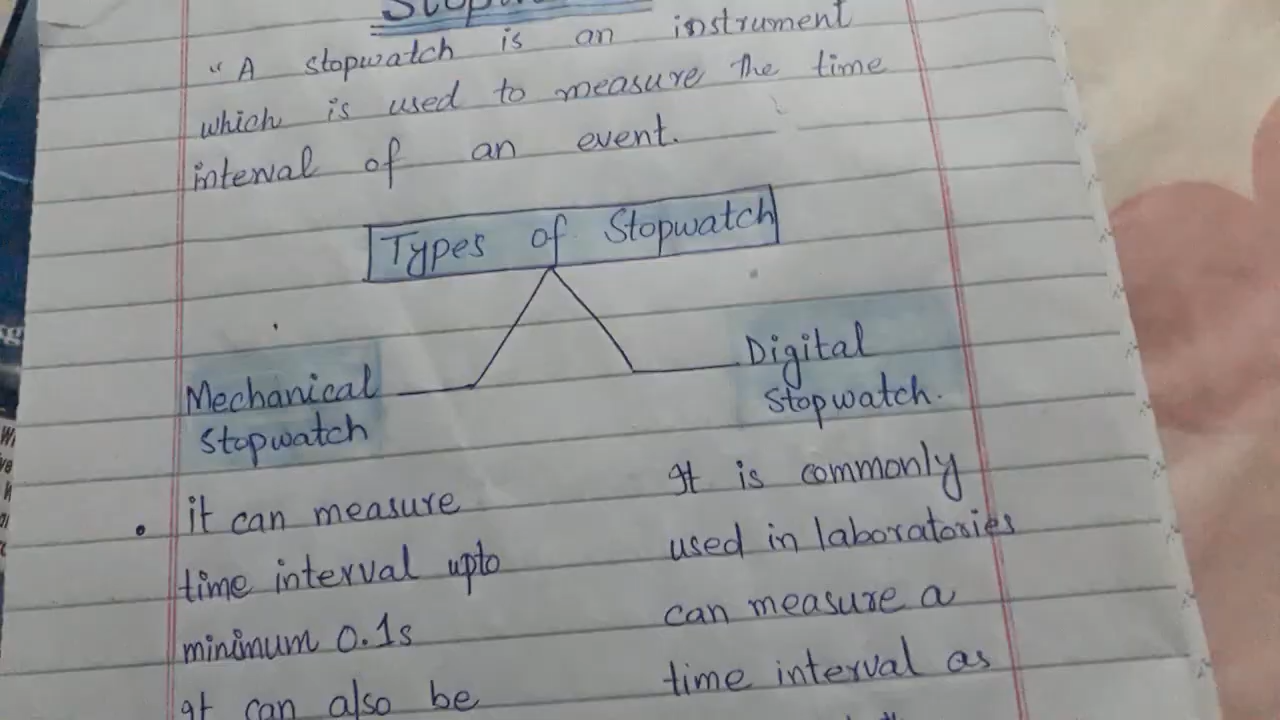 Stopw
" A stopwatch is an instrument
which is used to measure the time
interval of an event.
Types of Stopwatch
Mechanical
Stopwatch
• it can measure
time interval upto
minimum 0.1s
It can also be
Digital
Stopwatch.
It is commonly
used in laboratories
can measure a
time interval as